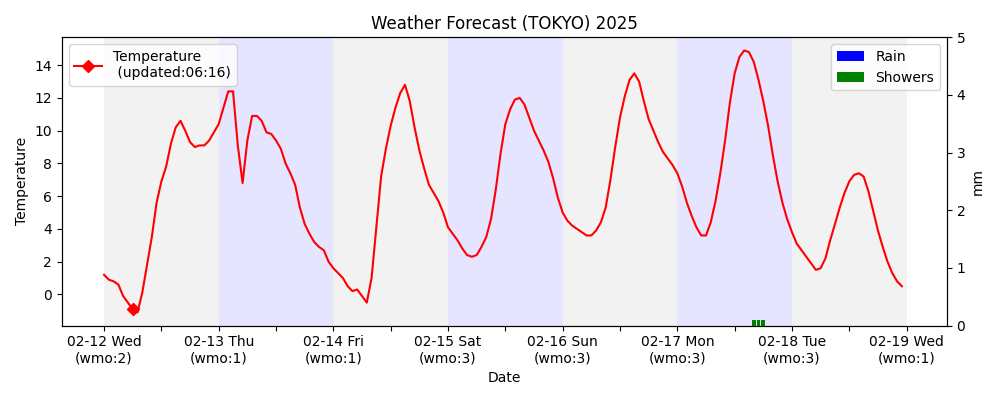 Weather Forecast (TOKYO) 2025
Temperature
(updated:06:16)
Rain
Showers
Temperature
14
12
10
8
6
4
2
0
5
4
3
2
1
0
mm
02-12 Wed
(wmo:2)
02-13 Thu
(wmo:1)
02-14 Fri
(wmo:1)
02-15 Sat
(wmo:3)
02-16 Sun
(wmo:3)
02-17 Mon
(wmo:3)
02-18 Tue
(wmo:3)
02-19 Wed
(wmo:1)
Date